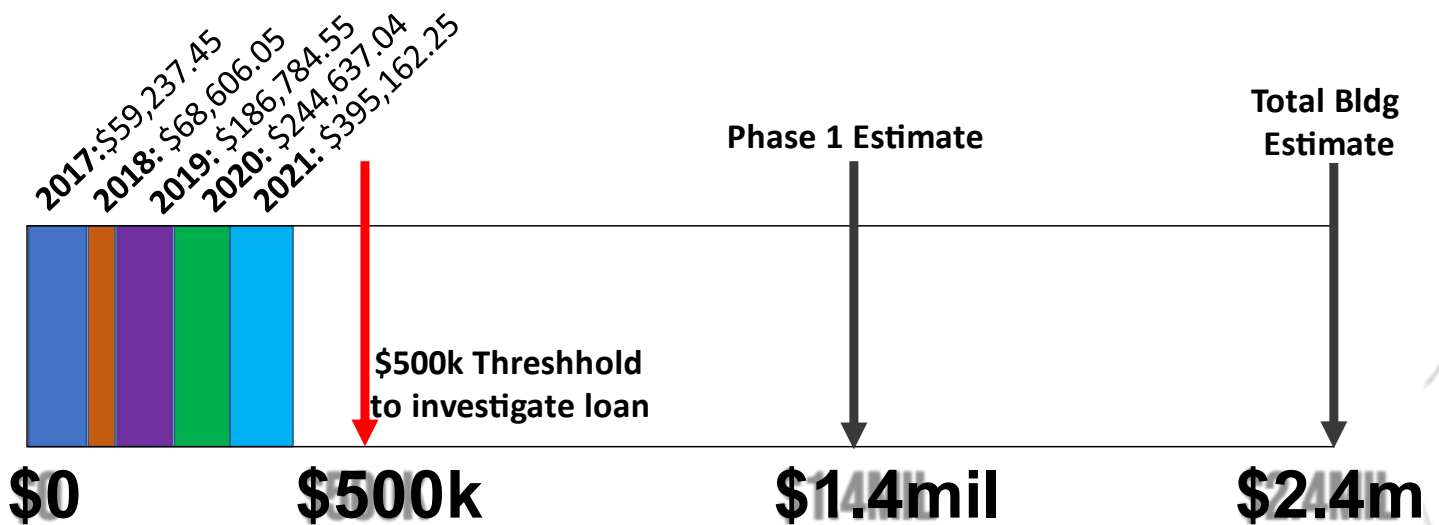 2017:$59,237.45
2018: $68,606.05
2019: $186,784.55
2020: $244,637.04
2021: $395,162.25
Phase 1 Estimate
Total Bldg
Estimate
$500k Threshhold
to investigate loan
$0
$500k
$1.4mil
$2.4m